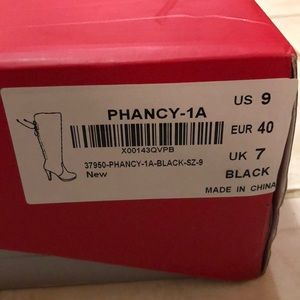 PHANCY-1A
X00143QVPB
37950-PHANCY-1A-BLACK-SZ-9
New
US 9
EUR 40
UK 7
BLACK
MADE IN CHINA